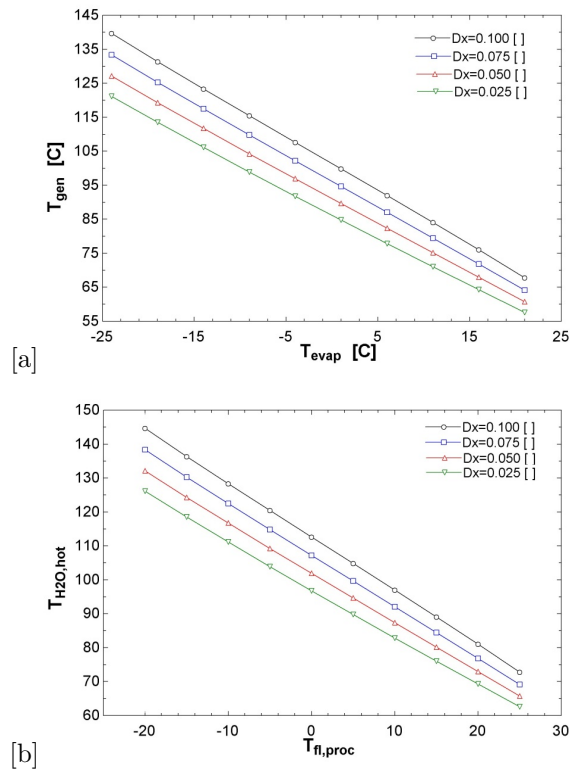 145
135
125
115
105
95
85
75
65
55
T_gen [C]
Dx=0.100 [ ]
Dx=0.075 [ ]
Dx=0.050 [ ]
Dx=0.025 [ ]
-25 -15 -5 5 15 25
T_evap [C]
[a]
150
140
130
120
110
100
90
80
70
60
T_H2O,hot
Dx=0.100 [ ]
Dx=0.075 [ ]
Dx=0.050 [ ]
Dx=0.025 [ ]
-20 -10 0 10 20 30
T_fl,proc
[b]